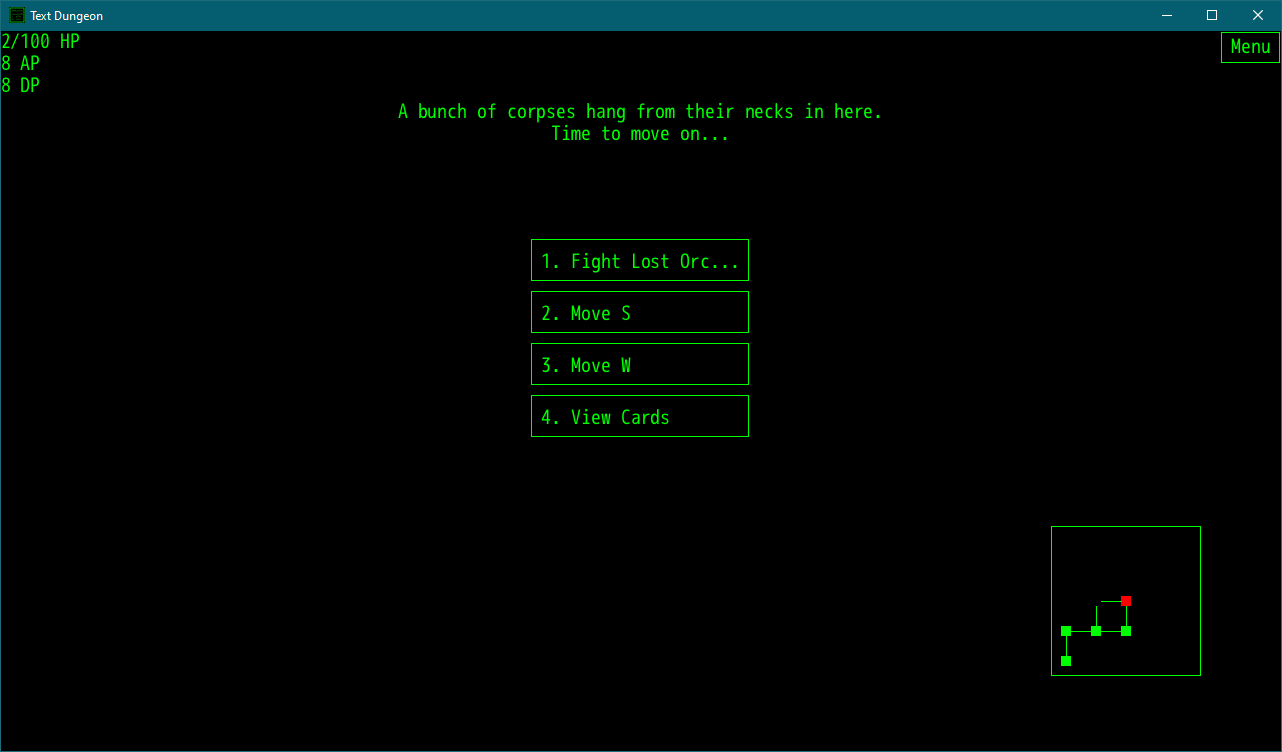 Text Dungeon
2/100 HP
8 AP
8 DP
Menu
A bunch of corpses hang from their necks in here.
Time to move on...
1. Fight Lost Orc...
2. Move S
3. Move W
4. View Cards